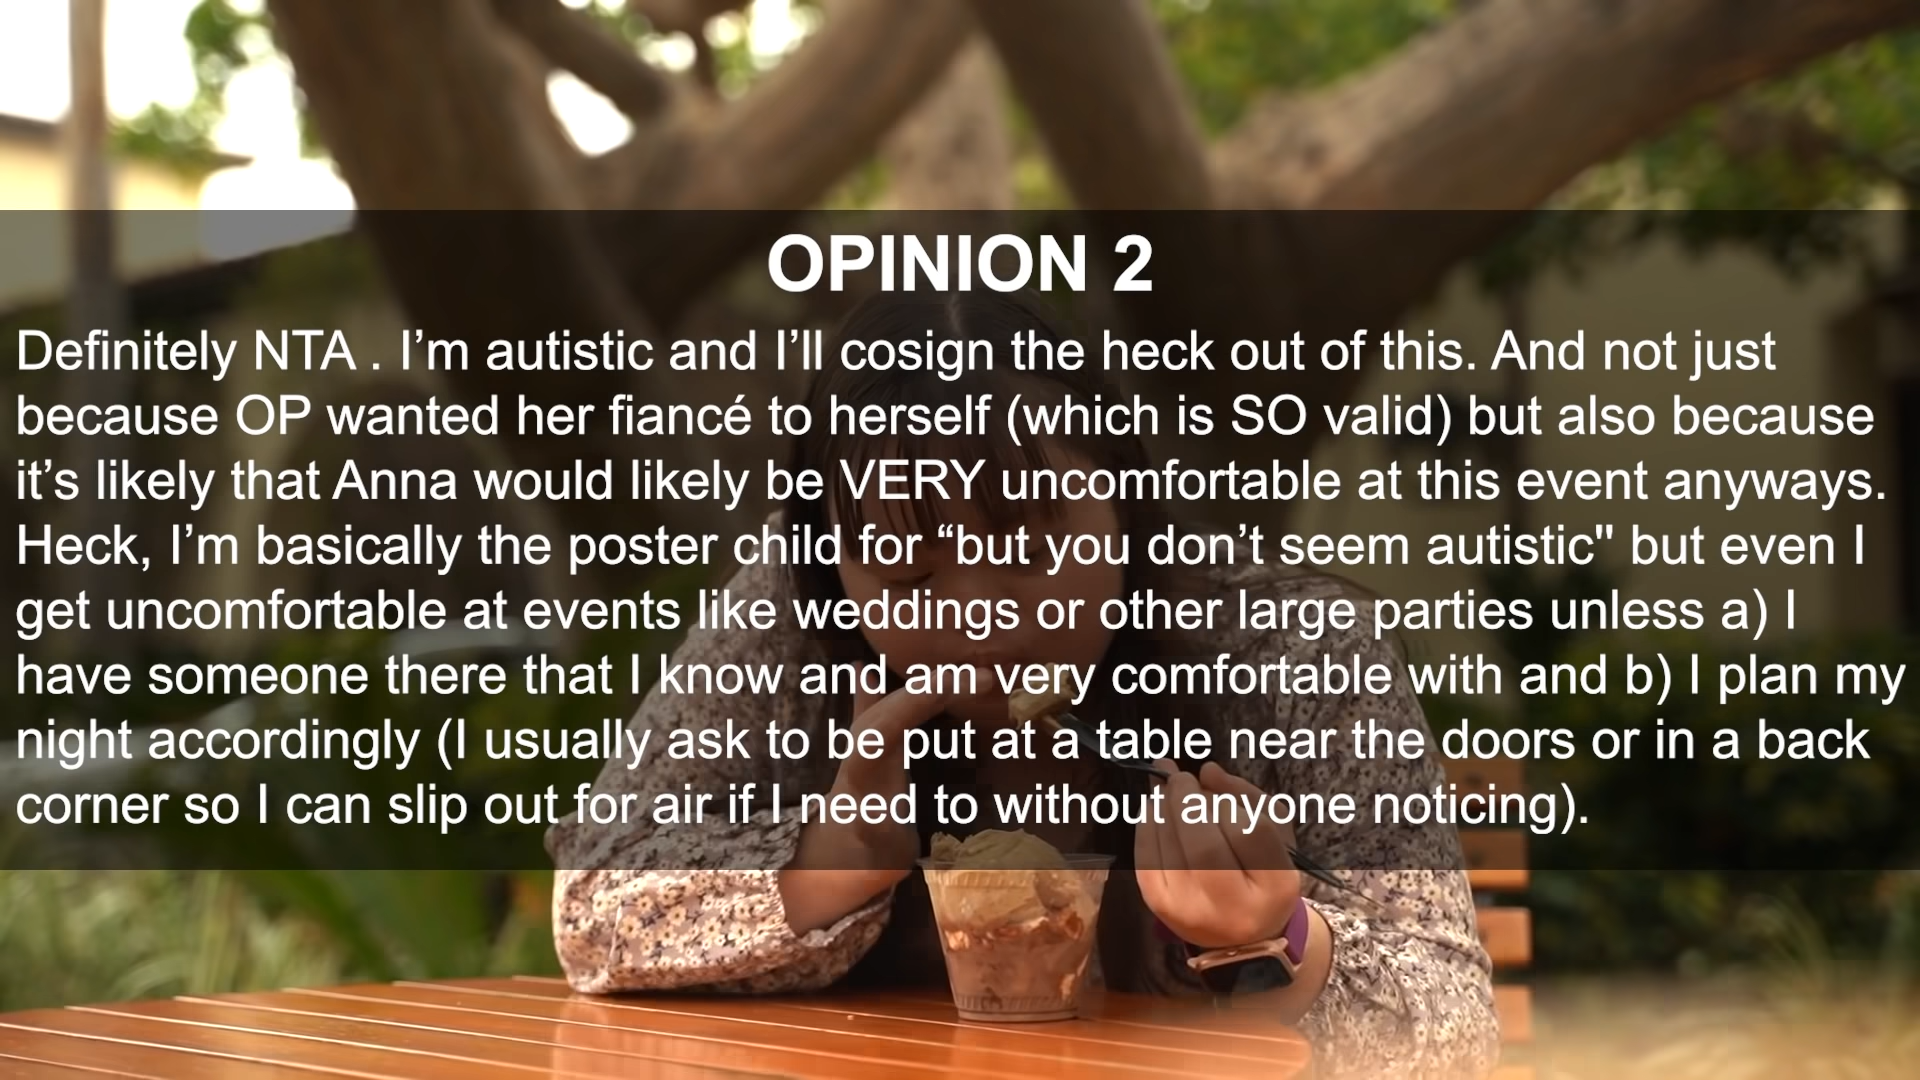 OPINION 2
Definitely NTA . I’m autistic and I’ll cosign the heck out of this. And not just
because OP wanted her fiancé to herself (which is SO valid) but also because
it’s likely that Anna would likely be VERY uncomfortable at this event anyways.
Heck, I’m basically the poster child for “but you don’t seem autistic" but even I
get uncomfortable at events like weddings or other large parties unless a) I
have someone there that I know and am very comfortable with and b) I plan my
night accordingly (I usually ask to be put at a table near the doors or in a back
corner so I can slip out for air if I need to without anyone noticing).